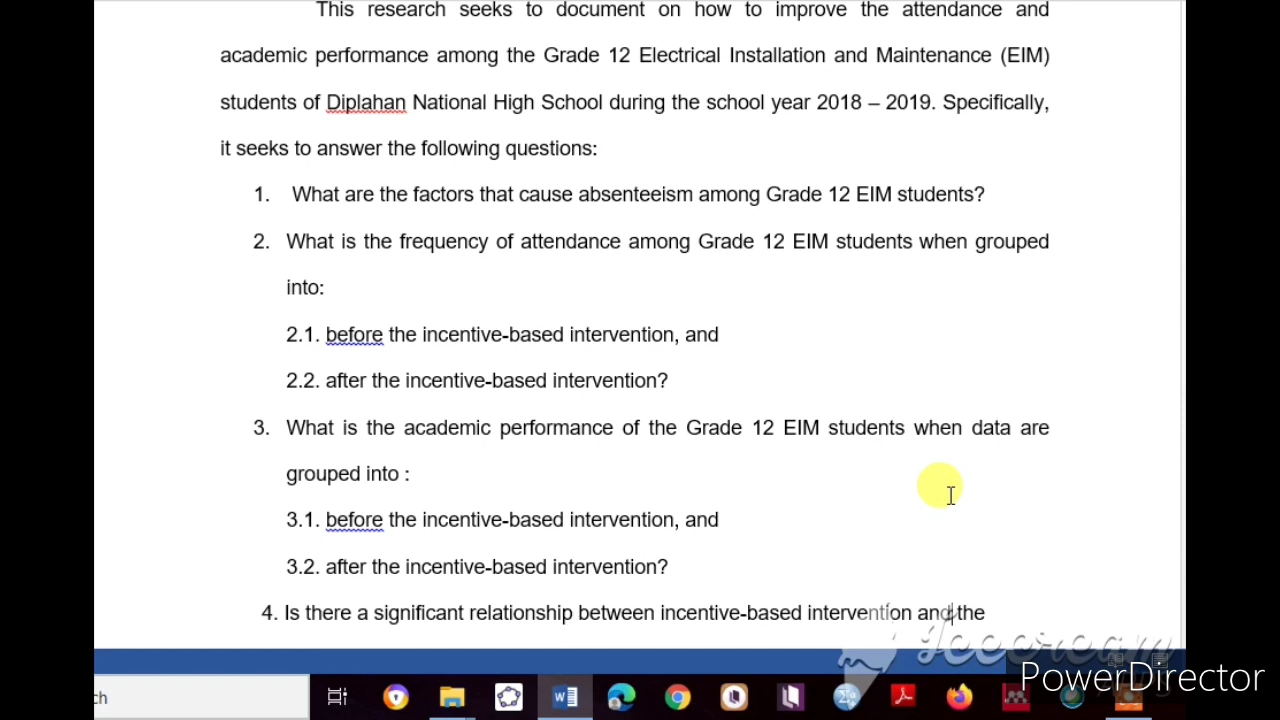 This research seeks to document on how to improve the attendance and
academic performance among the Grade 12 Electrical Installation and Maintenance (EIM)
students of Diplahan National High School during the school year 2018 – 2019. Specifically,
it seeks to answer the following questions:
1. What are the factors that cause absenteeism among Grade 12 EIM students?
2. What is the frequency of attendance among Grade 12 EIM students when grouped
into:
2.1. before the incentive-based intervention, and
2.2. after the incentive-based intervention?
3. What is the academic performance of the Grade 12 EIM students when data are
grouped into :
3.1. before the incentive-based intervention, and
3.2. after the incentive-based intervention?
4. Is there a significant relationship between incentive-based intervention and the
Icecream
PowerDirector
ch